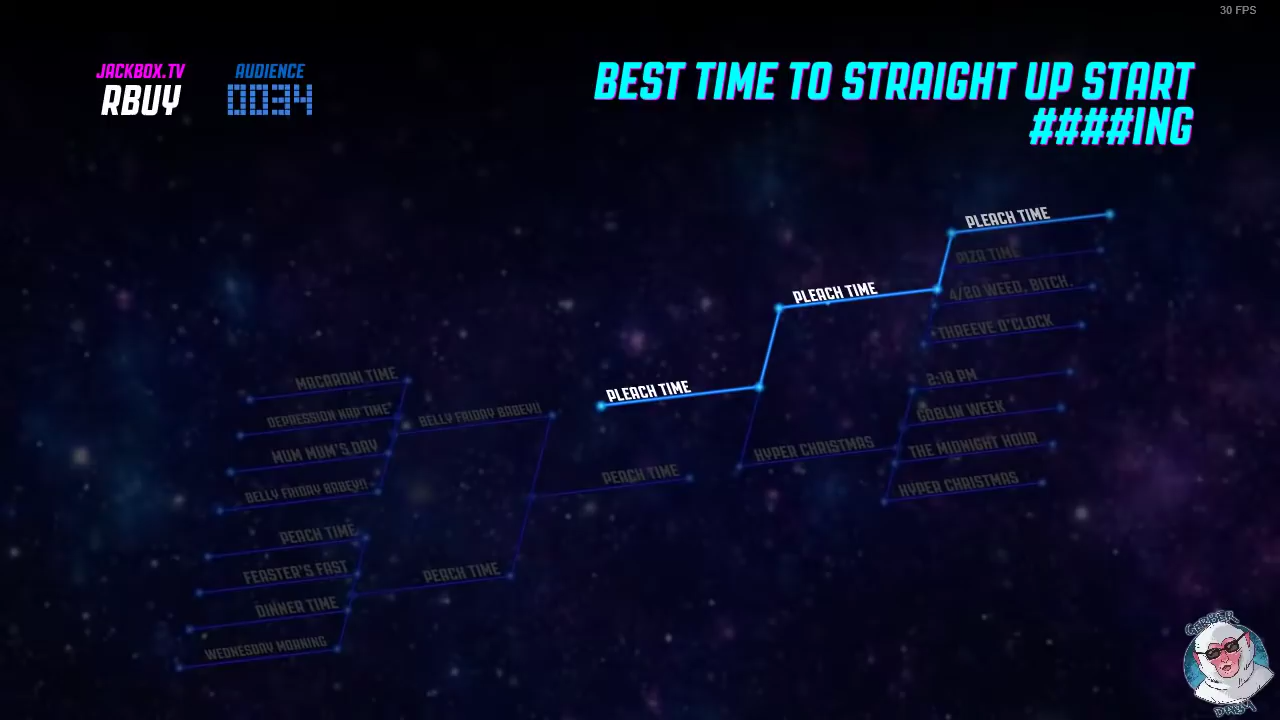 30 FPS
JACKBOX.TV
RBUY
AUDIENCE
0034
BEST TIME TO STRAIGHT UP START
####ING
MACARONI TIME
DEPRESSION NAP TIME
MUM MUM'S DAY
BELLY FRIDAY BABEY!!
PEACH TIME
FEASTER'S FAST
DINNER TIME
WEDNESDAY MORNING
BELLY FRIDAY BABEY!!
PEACH TIME
PLEACH TIME
PEACH TIME
PLEACH TIME
HYPER CHRISTMAS
PLEACH TIME
PIZA TIME
4/20 WEED, BITCH.
THREEVE O'CLOCK
2:18 PM
GOBLIN WEEK
THE MIDNIGHT HOUR
HYPER CHRISTMAS